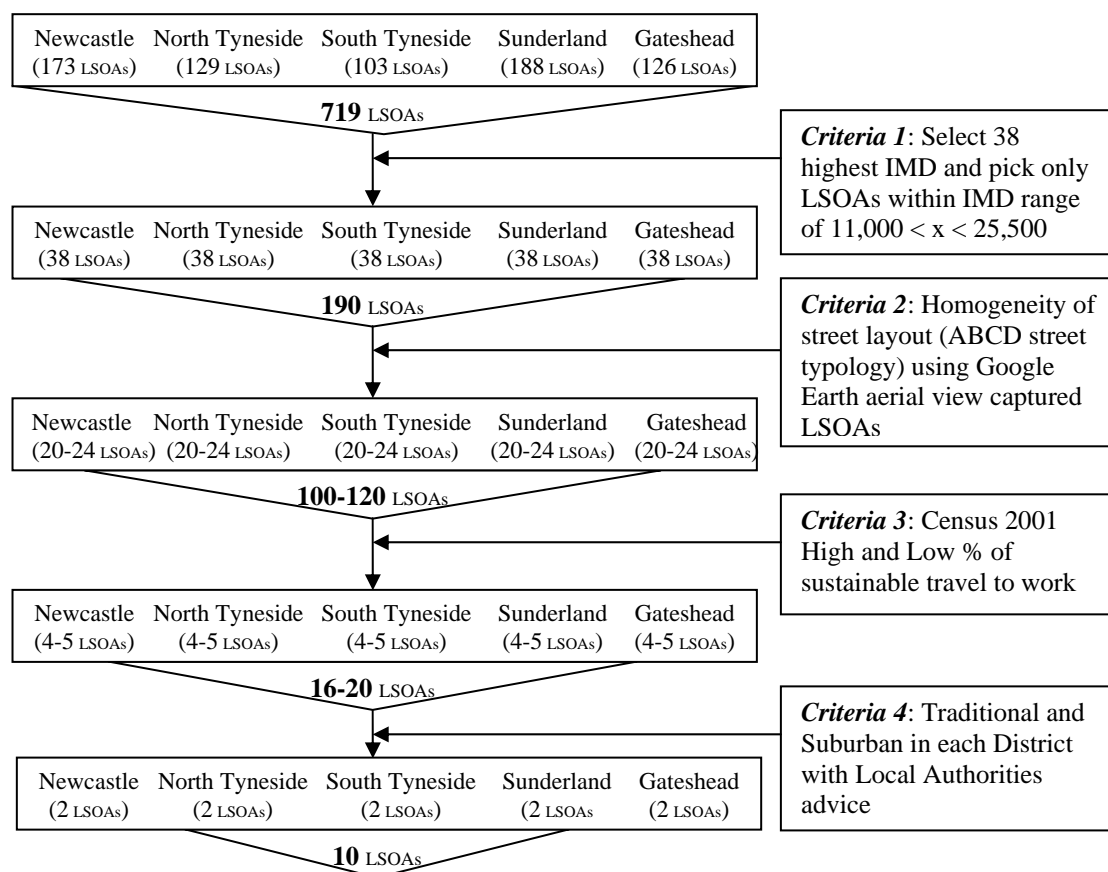 Newcastle North Tyneside South Tyneside Sunderland Gateshead
(173 LSOAs) (129 LSOAs) (103 LSOAs) (188 LSOAs) (126 LSOAs)
719 LSOAs
Criteria 1: Select 38
highest IMD and pick only
LSOAs within IMD range
of 11,000 < x < 25,500
Newcastle North Tyneside South Tyneside Sunderland Gateshead
(38 LSOAs) (38 LSOAs) (38 LSOAs) (38 LSOAs) (38 LSOAs)
190 LSOAs
Criteria 2: Homogeneity of
street layout (ABCD street
typology) using Google
Earth aerial view captured
LSOAs
Newcastle North Tyneside South Tyneside Sunderland Gateshead
(20-24 LSOAs) (20-24 LSOAs) (20-24 LSOAs) (20-24 LSOAs) (20-24 LSOAs)
100-120 LSOAs
Criteria 3: Census 2001
High and Low % of
sustainable travel to work
Newcastle North Tyneside South Tyneside Sunderland Gateshead
(4-5 LSOAs) (4-5 LSOAs) (4-5 LSOAs) (4-5 LSOAs) (4-5 LSOAs)
16-20 LSOAs
Criteria 4: Traditional and
Suburban in each District
with Local Authorities
advice
Newcastle North Tyneside South Tyneside Sunderland Gateshead
(2 LSOAs) (2 LSOAs) (2 LSOAs) (2 LSOAs (2 LSOAs)
10 LSOAs